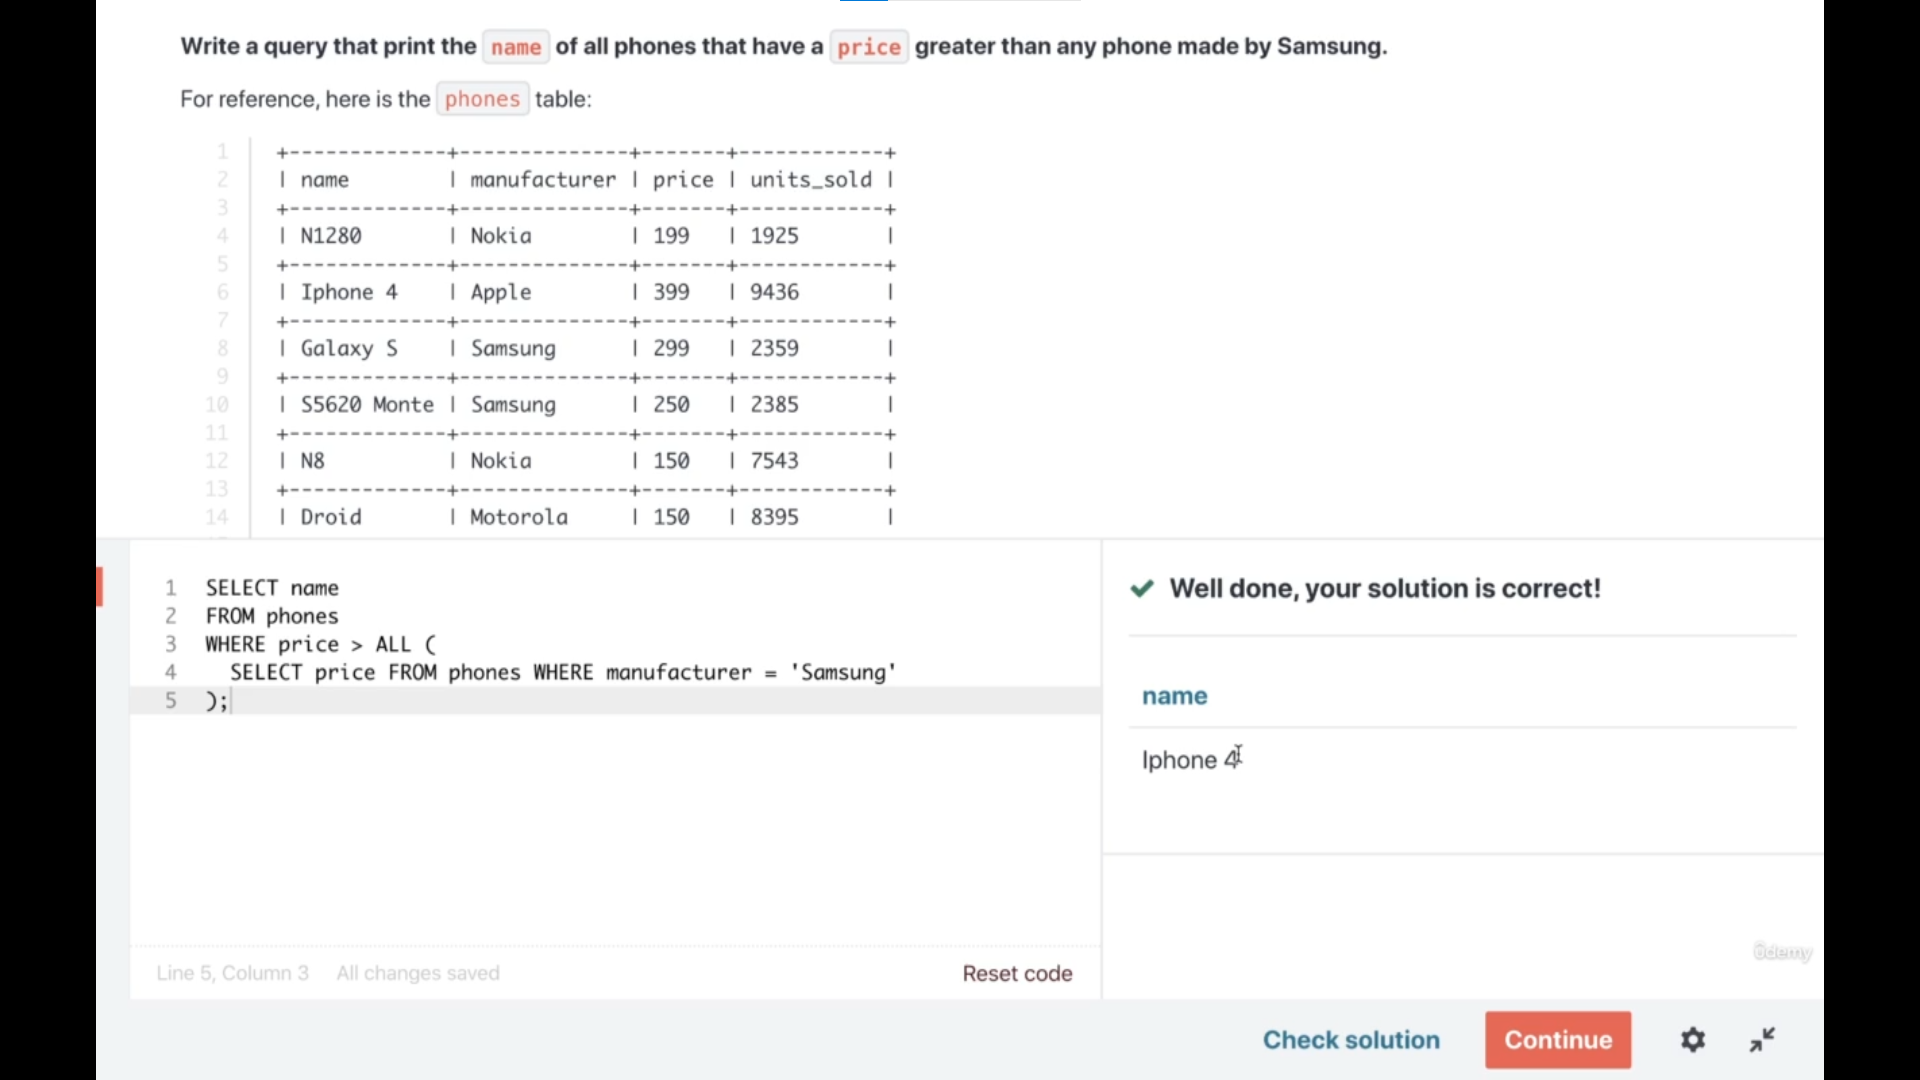 Write a query that print the name of all phones that have a price greater than any phone made by Samsung.
For reference, here is the phones table:
1 +-------------+--------------+-------+------------+
2 | name | manufacturer | price | units_sold |
3 +-------------+--------------+-------+------------+
4 | N1280 | Nokia | 199 | 1925 |
5 +-------------+--------------+-------+------------+
6 | Iphone 4 | Apple | 399 | 9436 |
7 +-------------+--------------+-------+------------+
8 | Galaxy S | Samsung | 299 | 2359 |
9 +-------------+--------------+-------+------------+
10 | S5620 Monte | Samsung | 250 | 2385 |
11 +-------------+--------------+-------+------------+
12 | N8 | Nokia | 150 | 7543 |
13 +-------------+--------------+-------+------------+
14 | Droid | Motorola | 150 | 8395 |
1 SELECT name
2 FROM phones
3 WHERE price > ALL (
4 SELECT price FROM phones WHERE manufacturer = 'Samsung'
5 );
Line 5, Column 3 All changes saved
Reset code
Well done, your solution is correct!
name
Iphone 4
ûdemy
Check solution
Continue